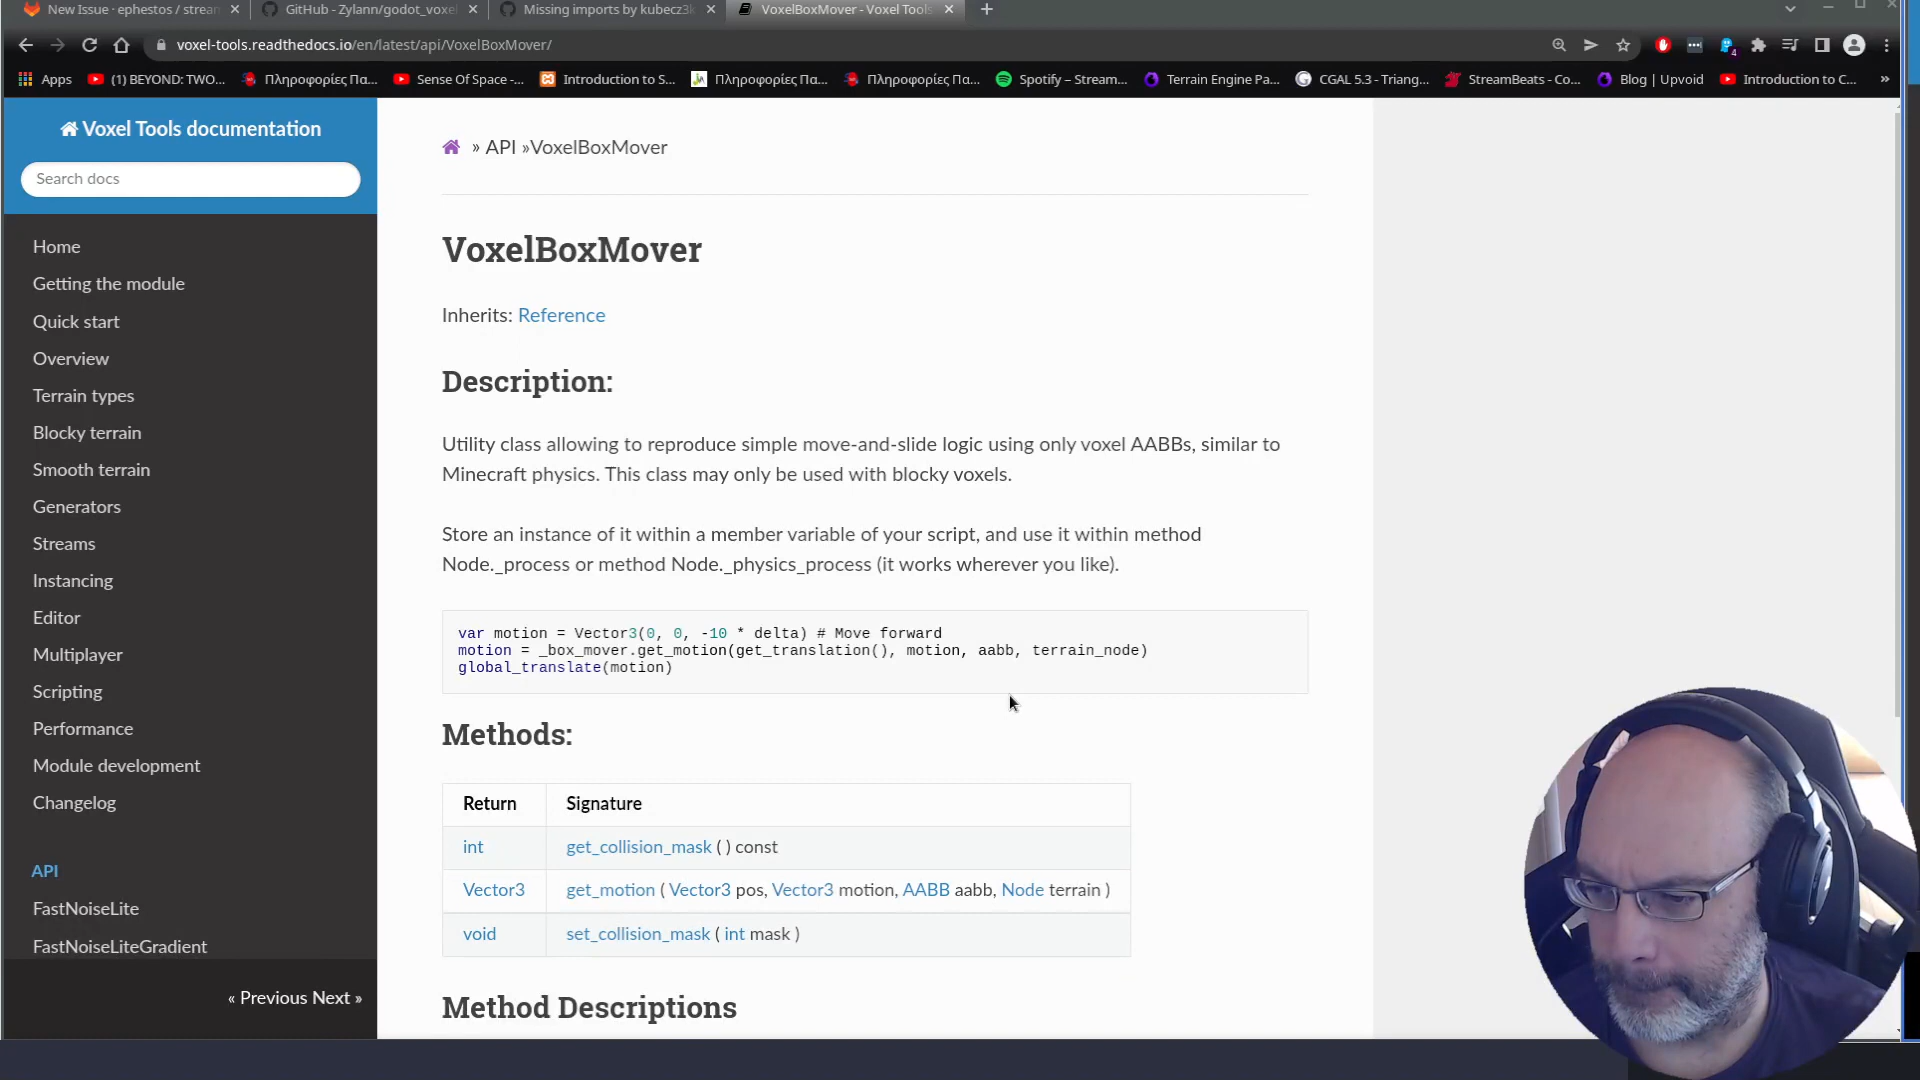 New Issue · ephestos / strea
GitHub - Zylann/godot_voxel
Missing imports by kubecz3k
VoxelBoxMover - Voxel Tools
voxel-tools.readthedocs.io/en/latest/api/VoxelBoxMover/
4
Apps
(1) BEYOND: TWO...
Πληροφορίες Πα...
Sense Of Space -...
Introduction to S...
Πληροφορίες Πα...
Πληροφορίες Πα...
Spotify – Stream...
Terrain Engine Pa...
CGAL 5.3 - Triang...
StreamBeats - Co...
Blog | Upvoid
Introduction to C...
»
Voxel Tools documentation
Search docs
Home
Getting the module
Quick start
Overview
Terrain types
Blocky terrain
Smooth terrain
Generators
Streams
Instancing
Editor
Multiplayer
Scripting
Performance
Module development
Changelog
API
FastNoiseLite
FastNoiseLiteGradient
« Previous Next »
» API »VoxelBoxMover
VoxelBoxMover
Inherits: Reference
Description:
Utility class allowing to reproduce simple move-and-slide logic using only voxel AABBs, similar to
Minecraft physics. This class may only be used with blocky voxels.
Store an instance of it within a member variable of your script, and use it within method
Node._process or method Node._physics_process (it works wherever you like).
var motion = Vector3(0, 0, -10 * delta) # Move forward
motion = _box_mover.get_motion(get_translation(), motion, aabb, terrain_node)
global_translate(motion)
Methods:
Return Signature
int get_collision_mask ( ) const
Vector3 get_motion ( Vector3 pos, Vector3 motion, AABB aabb, Node terrain )
void set_collision_mask ( int mask )
Method Descriptions